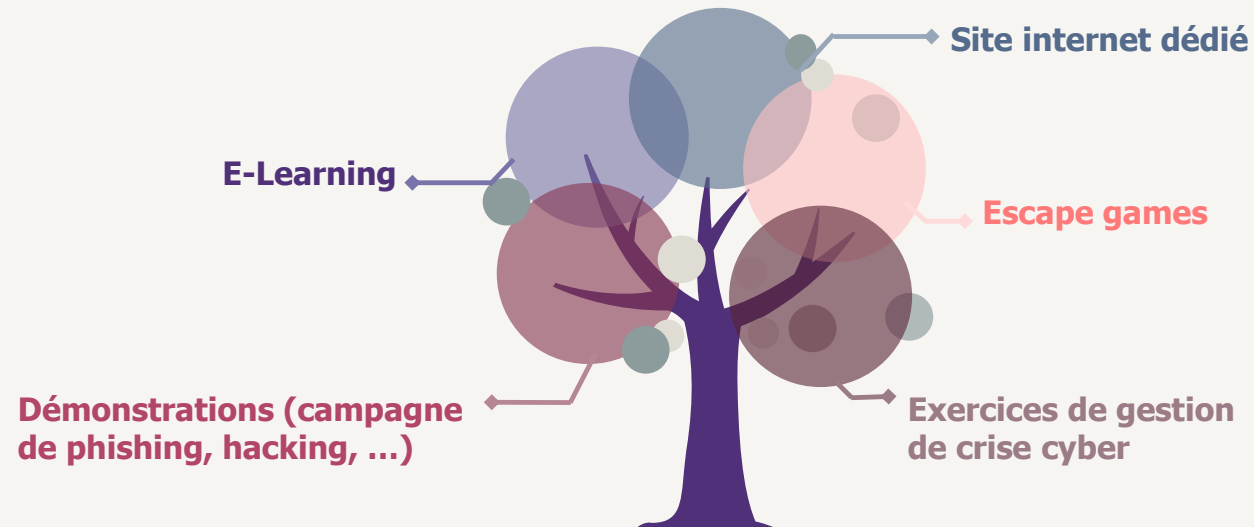 Site internet dédié
E-Learning
Escape games
Démonstrations (campagne
de phishing, hacking, ...)
Exercices de gestion
de crise cyber